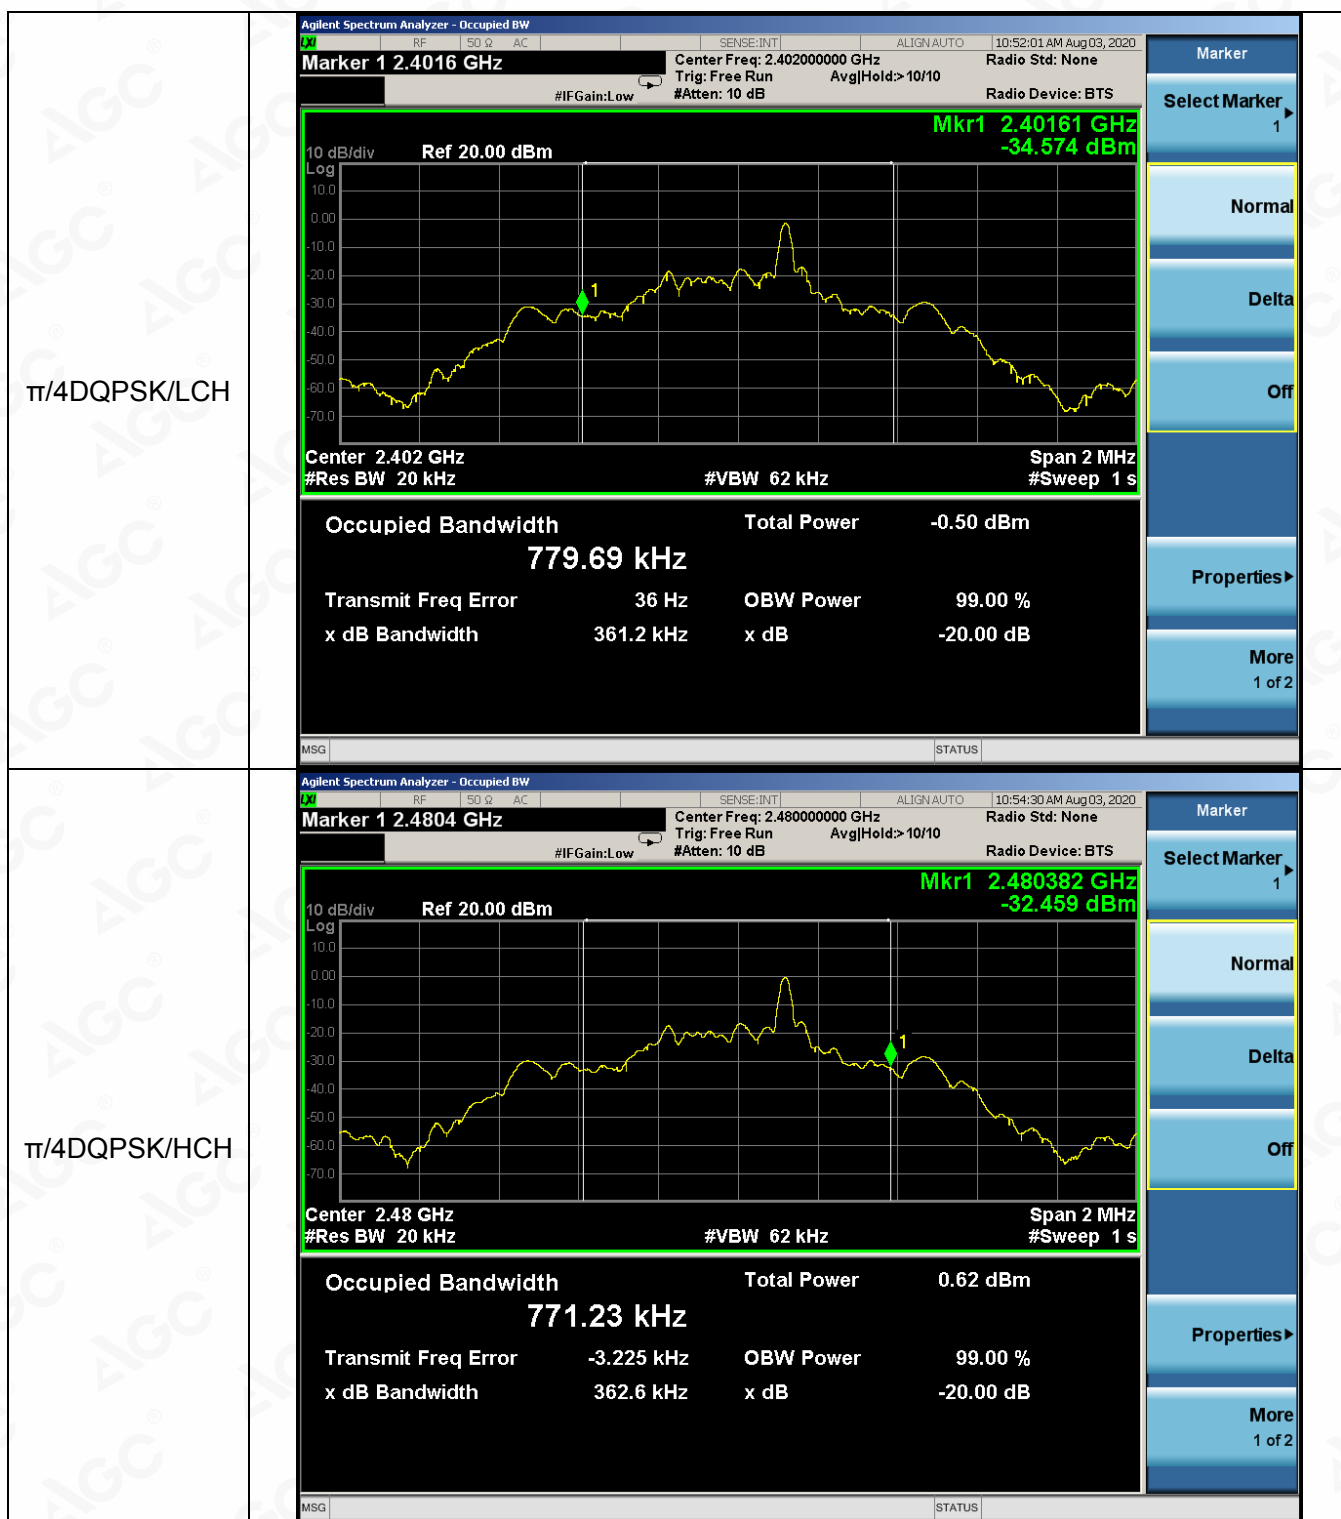 π/4DQPSK/LCH
Agilent Spectrum Analyzer - Occupied BW
LXI RF 50 Ω AC SENSE:INT ALIGN AUTO 10:52:01 AM Aug 03, 2020
Marker 1 2.4016 GHz
Center Freq: 2.402000000 GHz Radio Std: None
Trig: Free Run Avg|Hold:> 10/10
#IFGain:Low #Atten: 10 dB Radio Device: BTS
Mkr1 2.40161 GHz
-34.574 dBm
10 dB/div Ref 20.00 dBm
Log
10.0
0.00
-10.0
-20.0
-30.0
-40.0
-50.0
-60.0
-70.0
1
Center 2.402 GHz Span 2 MHz
#Res BW 20 kHz #VBW 62 kHz #Sweep 1 s
Occupied Bandwidth Total Power -0.50 dBm
779.69 kHz
Transmit Freq Error 36 Hz OBW Power 99.00 %
x dB Bandwidth 361.2 kHz x dB -20.00 dB
MSG STATUS
Marker
Select Marker
1
Normal
Delta
Off
Properties
More
1 of 2
π/4DQPSK/HCH
Agilent Spectrum Analyzer - Occupied BW
LXI RF 50 Ω AC SENSE:INT ALIGN AUTO 10:54:30 AM Aug 03, 2020
Marker 1 2.4804 GHz
Center Freq: 2.480000000 GHz Radio Std: None
Trig: Free Run Avg|Hold:> 10/10
#IFGain:Low #Atten: 10 dB Radio Device: BTS
Mkr1 2.480382 GHz
-32.459 dBm
10 dB/div Ref 20.00 dBm
Log
10.0
0.00
-10.0
-20.0
-30.0
-40.0
-50.0
-60.0
-70.0
1
Center 2.48 GHz Span 2 MHz
#Res BW 20 kHz #VBW 62 kHz #Sweep 1 s
Occupied Bandwidth Total Power 0.62 dBm
771.23 kHz
Transmit Freq Error -3.225 kHz OBW Power 99.00 %
x dB Bandwidth 362.6 kHz x dB -20.00 dB
MSG STATUS
Marker
Select Marker
1
Normal
Delta
Off
Properties
More
1 of 2